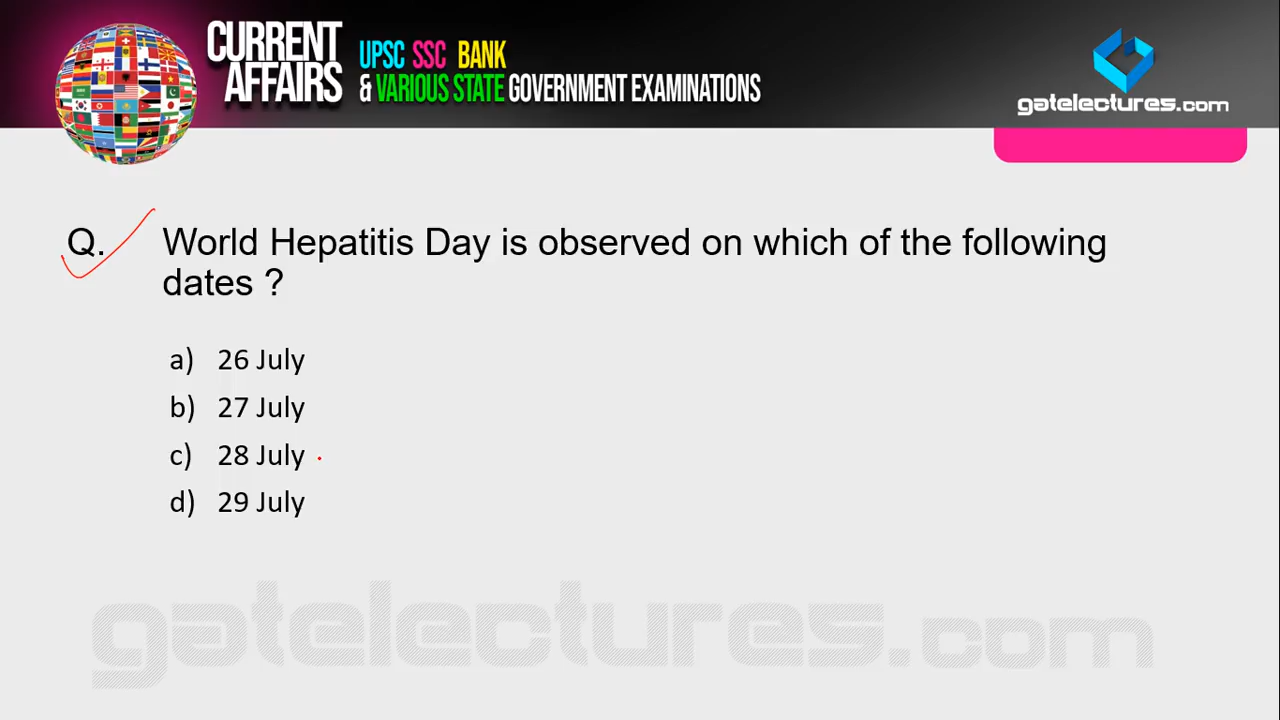 CURRENT
AFFAIRS
UPSC SSC BANK
& VARIOUS STATE GOVERNMENT EXAMINATIONS
gatelectures.com
Q. World Hepatitis Day is observed on which of the following
dates ?
a) 26 July
b) 27 July
c) 28 July
d) 29 July
gatelectures.com